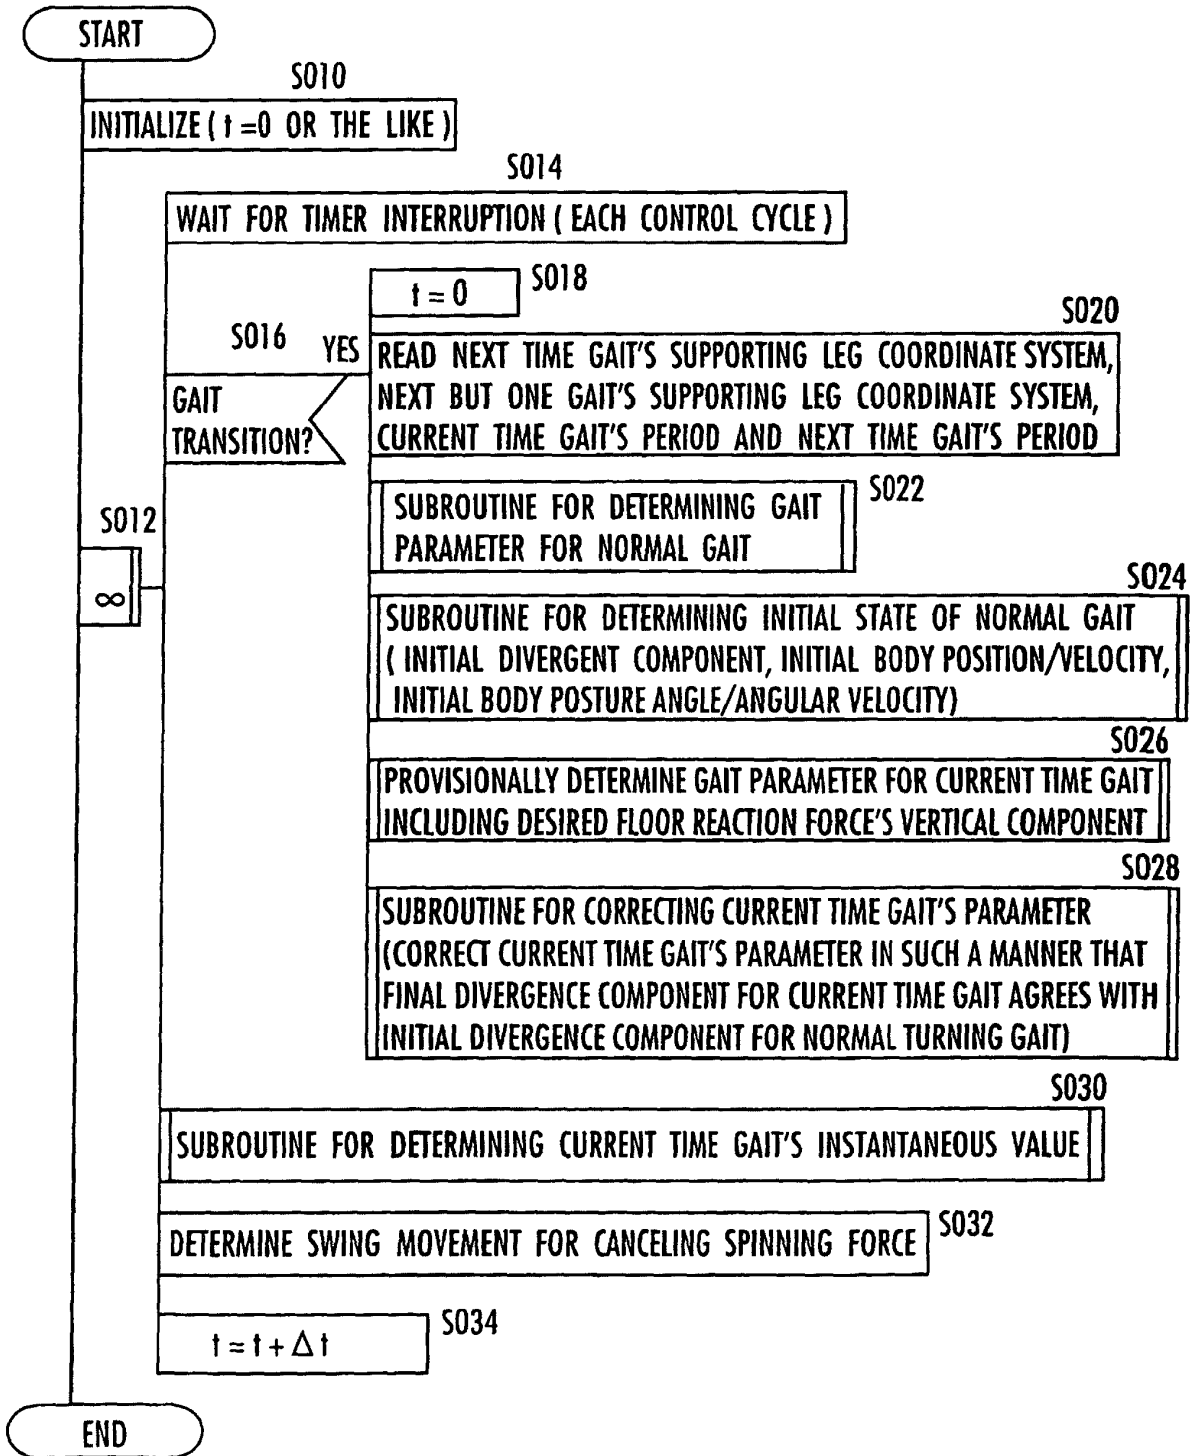 START
S010
INITIALIZE ( t =0 OR THE LIKE )
S014
WAIT FOR TIMER INTERRUPTION ( EACH CONTROL CYCLE )
t = 0
S018
S016
YES
GAIT
TRANSITION?
S020
READ NEXT TIME GAIT'S SUPPORTING LEG COORDINATE SYSTEM,
NEXT BUT ONE GAIT'S SUPPORTING LEG COORDINATE SYSTEM,
CURRENT TIME GAIT'S PERIOD AND NEXT TIME GAIT'S PERIOD
S022
SUBROUTINE FOR DETERMINING GAIT
PARAMETER FOR NORMAL GAIT
S012
∞
S024
SUBROUTINE FOR DETERMINING INITIAL STATE OF NORMAL GAIT
( INITIAL DIVERGENT COMPONENT, INITIAL BODY POSITION/VELOCITY,
INITIAL BODY POSTURE ANGLE/ANGULAR VELOCITY)
S026
PROVISIONALLY DETERMINE GAIT PARAMETER FOR CURRENT TIME GAIT
INCLUDING DESIRED FLOOR REACTION FORCE'S VERTICAL COMPONENT
S028
SUBROUTINE FOR CORRECTING CURRENT TIME GAIT'S PARAMETER
(CORRECT CURRENT TIME GAIT'S PARAMETER IN SUCH A MANNER THAT
FINAL DIVERGENCE COMPONENT FOR CURRENT TIME GAIT AGREES WITH
INITIAL DIVERGENCE COMPONENT FOR NORMAL TURNING GAIT)
S030
SUBROUTINE FOR DETERMINING CURRENT TIME GAIT'S INSTANTANEOUS VALUE
DETERMINE SWING MOVEMENT FOR CANCELING SPINNING FORCE
S032
t = t + Δ t
S034
END